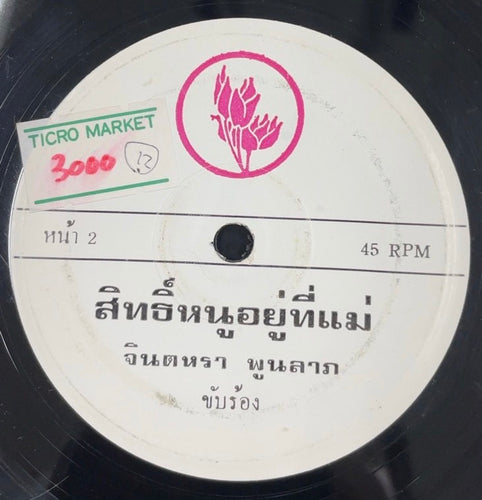 TICRO MARKET
3000 12
หน้า 2
45 RPM
สิทธิ์หนูอยู่ที่แม่
จินตหรา พูนลาภ
ขับร้อง